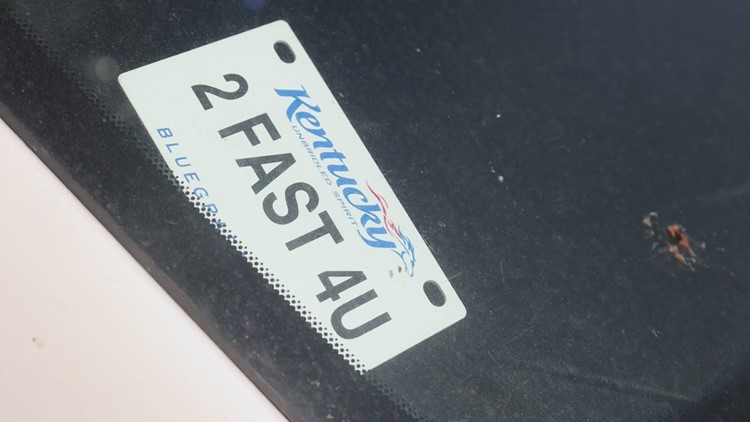 Kentucky
UNBRIDLED SPIRIT
2 FAST 4U
BLUEGR